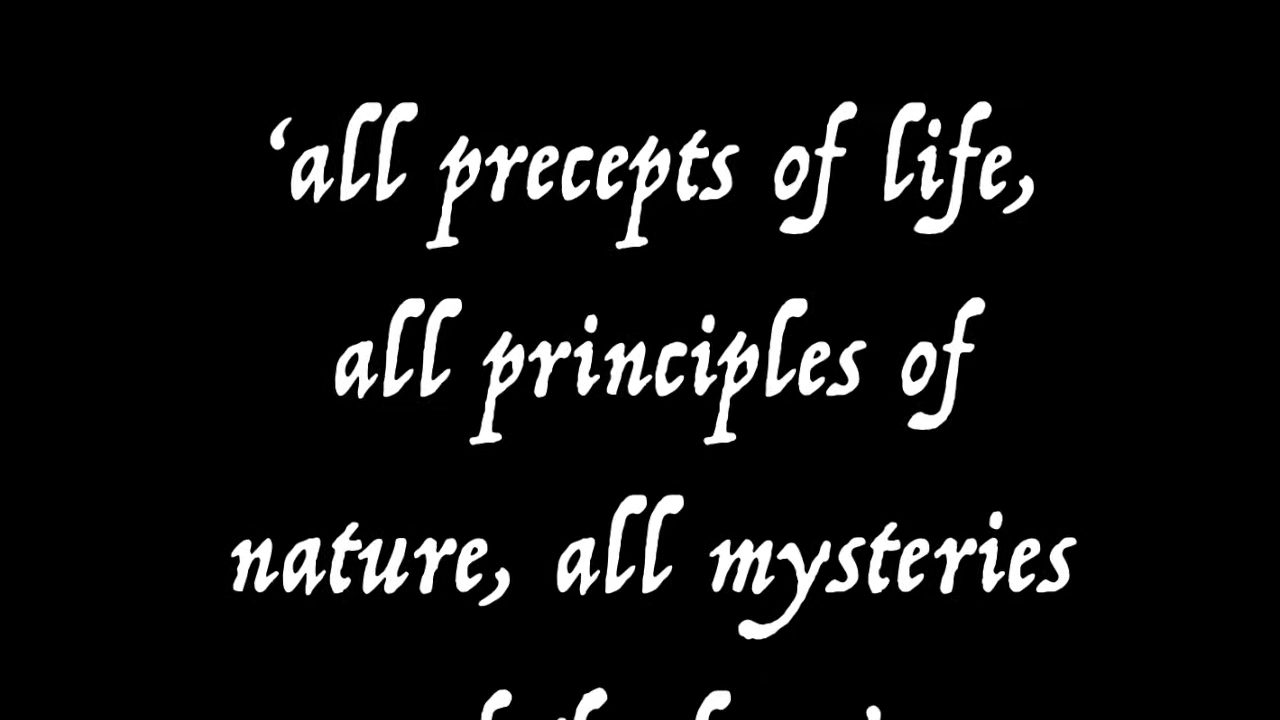 ‘all precepts of life,
all principles of
nature, all mysteries